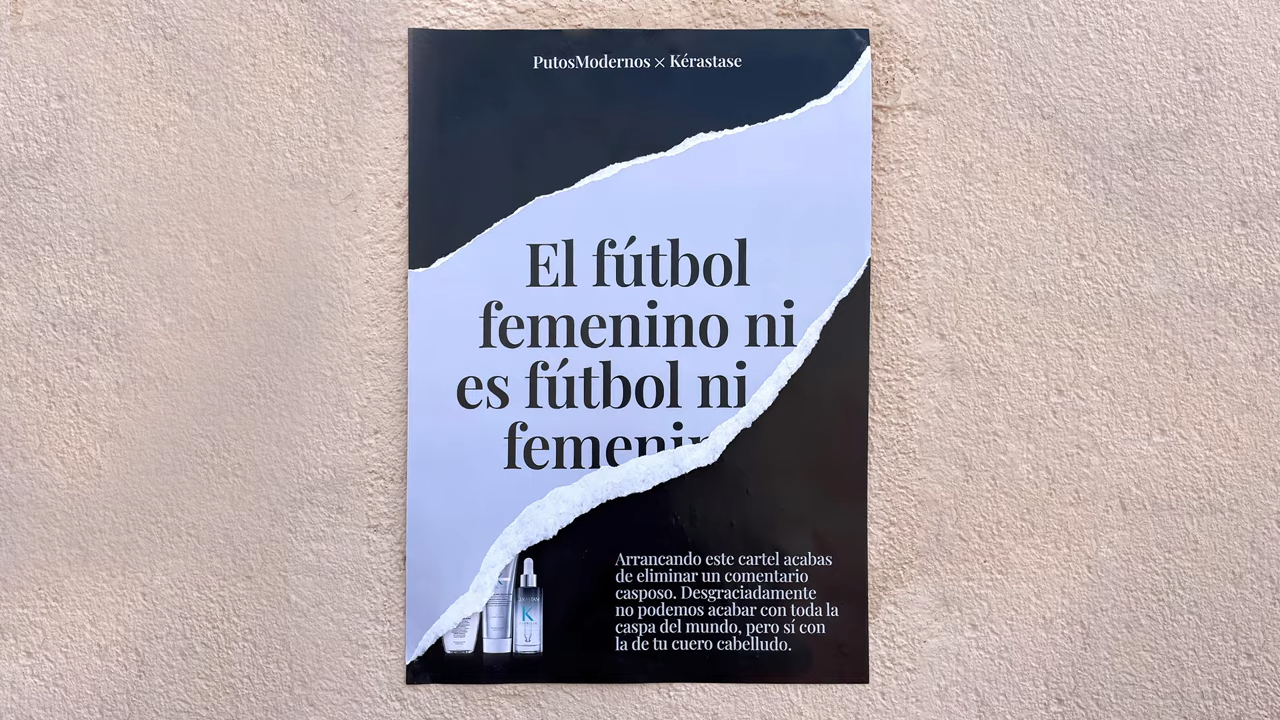 PutosModernos × Kérastase
El fútbol
femenino ni
es fútbol ni
Arrancando este cartel acabas
de eliminar un comentario
casposo. Desgraciadamente
no podemos acabar con toda la
caspa del mundo, pero sí con
la de tu cuero cabelludo.
K